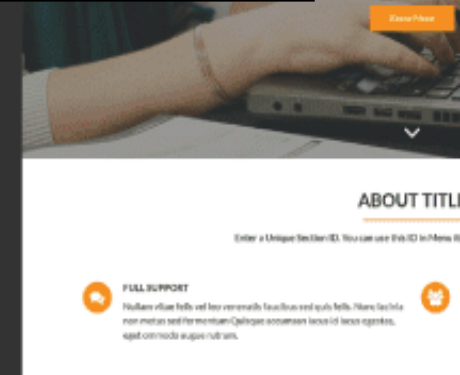 Know More
ABOUT TITL
Enter a Unique Section ID. You can use this ID in Menu
FULL SUPPORT
Nullam vitae felis vel leo venenatis faucibus sed quis felis. Nunc lacinia
non metus sed fermentum Quisque accumsan lacus id lacus egestas,
eget commodo augue rutrum.